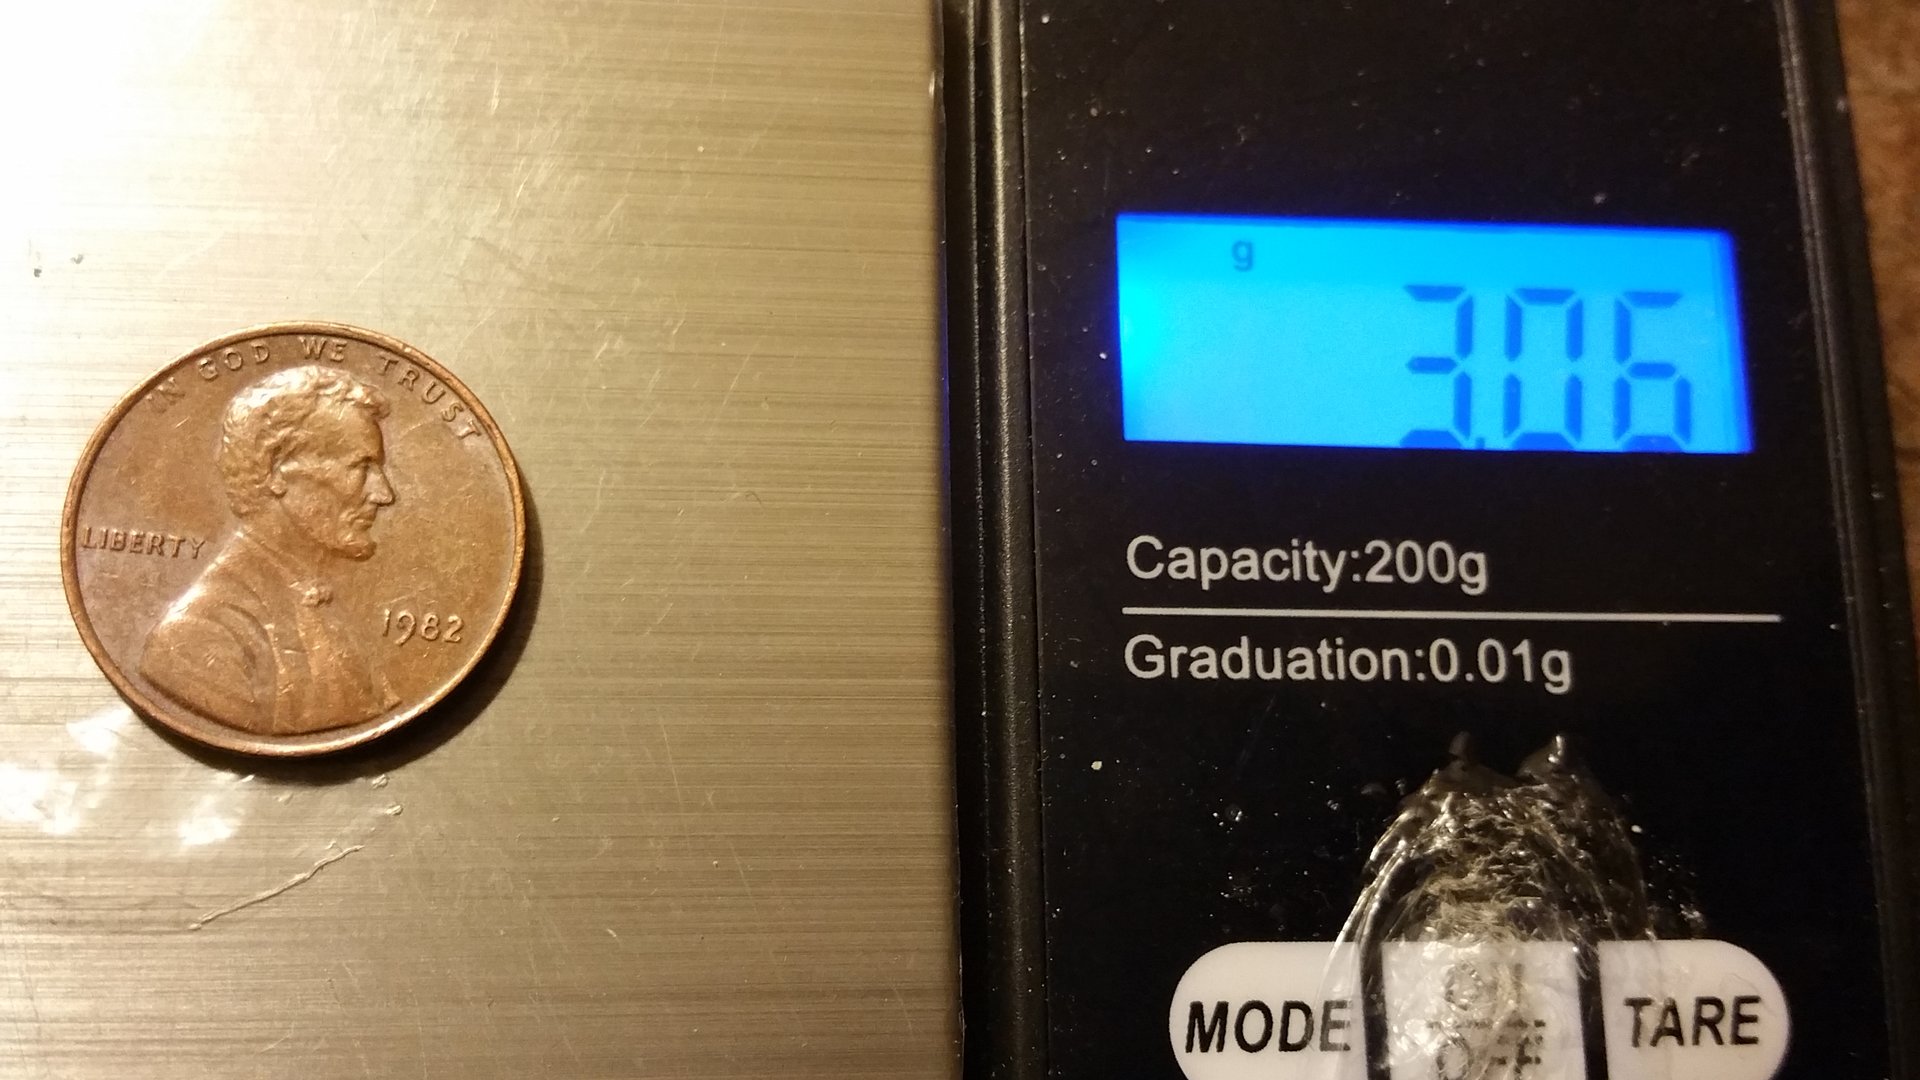 IN GOD WE TRUST
LIBERTY
1982
g
3.06
Capacity:200g
Graduation:0.01g
MODE
TARE